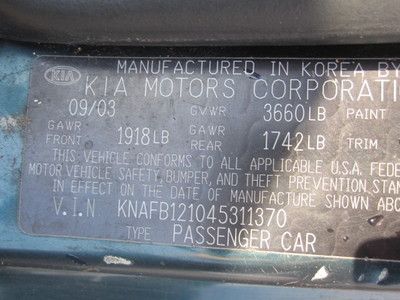 MANUFACTURED IN KOREA BY
KIA KIA MOTORS CORPORATI
09/03 GVWR 3660LB PAINT
GAWR FRONT 1918LB GAWR REAR 1742LB TRIM
THIS VEHICLE CONFORMS TO ALL APPLICABLE U.S.A. FEDE
MOTOR VEHICLE SAFETY, BUMPER, AND THEFT PREVENTION STAN
IN EFFECT ON THE DATE OF MANUFACTURE SHOWN ABO
V.I.N KNAFB121045311370
TYPE PASSENGER CAR